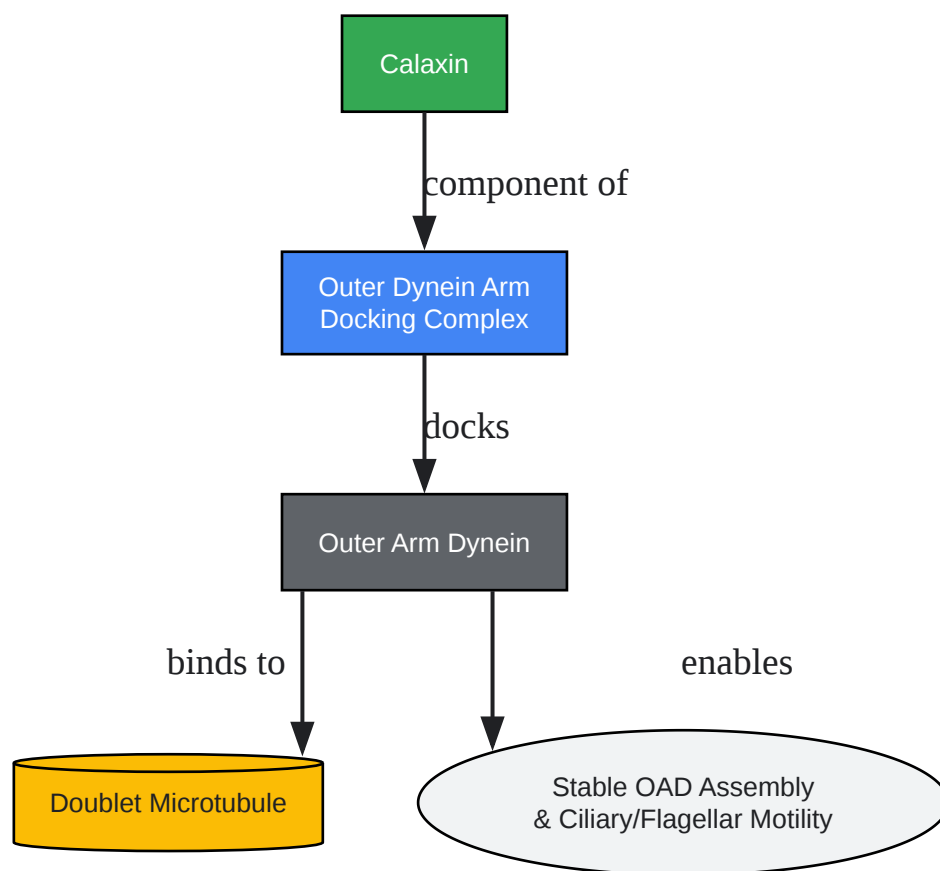 Calaxin
component of
Outer Dynein Arm
Docking Complex
docks
Outer Arm Dynein
binds to
enables
Doublet Microtubule
Stable OAD Assembly
& Ciliary/Flagellar Motility